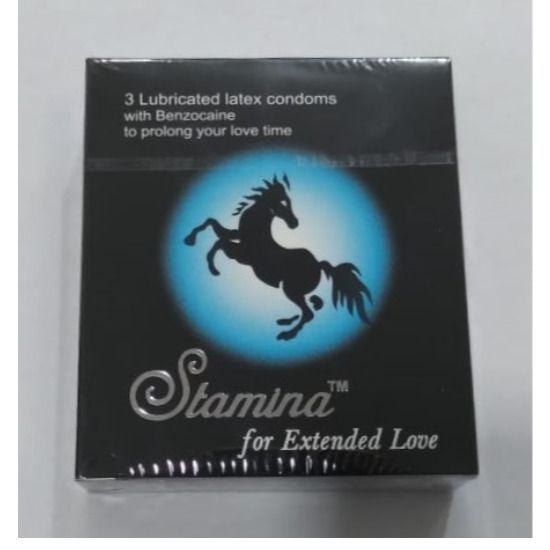 3 Lubricated latex condoms
with Benzocaine
to prolong your love time
Stamina™
for Extended Love